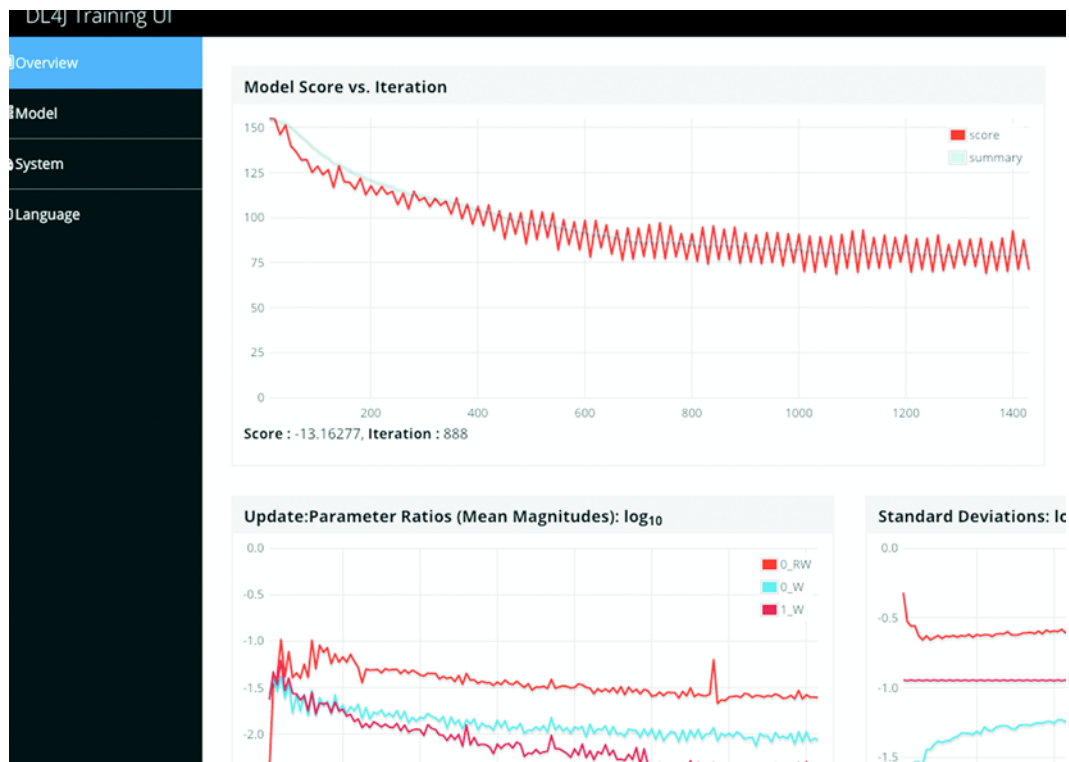 DL4J Training UI
Overview
Model
System
Language
Model Score vs. Iteration
150
125
100
75
50
25
0
score
summary
200 400 600 800 1000 1200 1400
Score : -13.16277, Iteration : 888
Update:Parameter Ratios (Mean Magnitudes): log10
0.0
-0.5
-1.0
-1.5
-2.0
0_RW
0_W
1_W
Standard Deviations: lo
0.0
-0.5
-1.0
-1.5